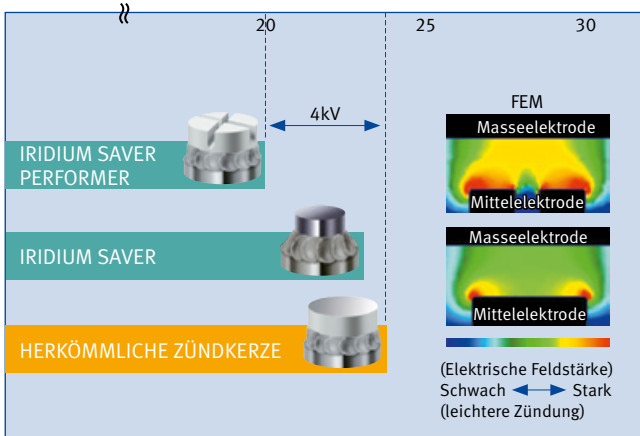 20
25
30
4kV
IRIDIUM SAVER
PERFORMER
IRIDIUM SAVER
HERKÖMMLICHE ZÜNDKERZE
FEM
Masseelektrode
Mittelelektrode
Masseelektrode
Mittelelektrode
(Elektrische Feldstärke)
Schwach Stark
(leichtere Zündung)